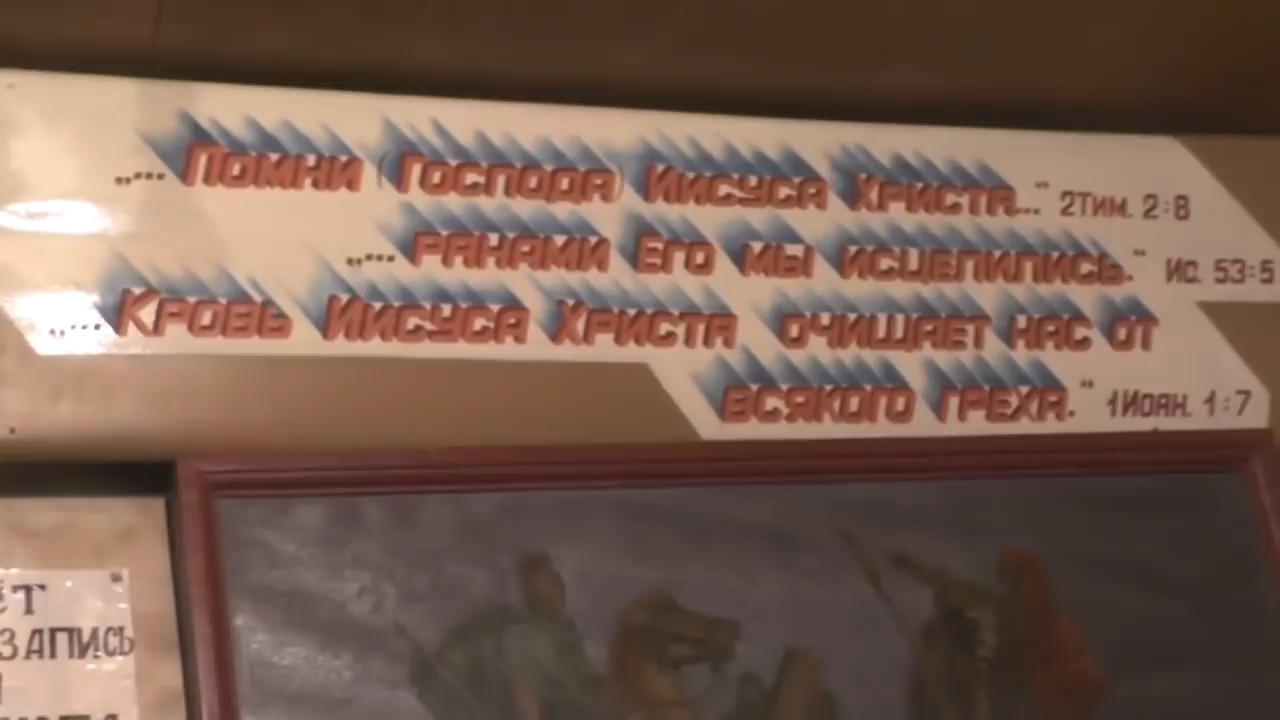 „... Помни (Господа) Иисуса Христа...“ 2Тим. 2:8
„... ранами Его мы исцелились.“ Ис. 53:5
„... Кровь Иисуса Христа очищает нас от
всякого греха.“ 1Иоан. 1:7
ЗАПИСЬ